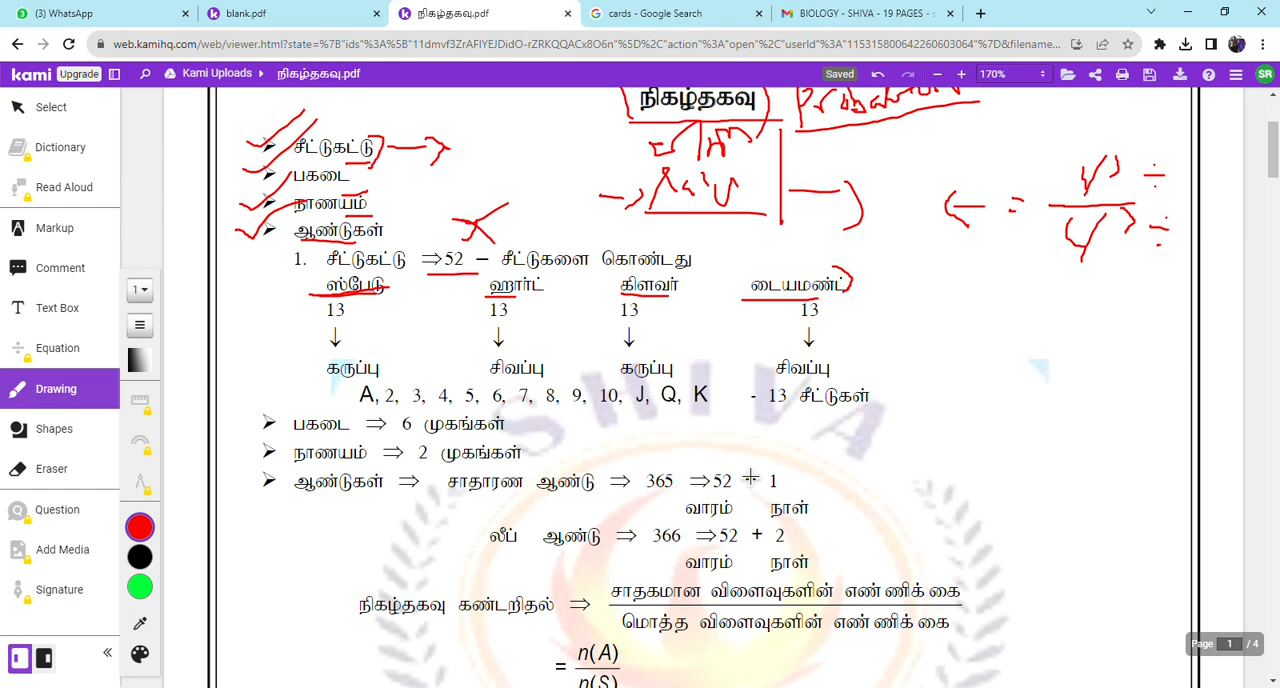 (3) WhatsApp
blank.pdf
நிகழ்தகவு.pdf
cards - Google Search
BIOLOGY - SHIVA - 19 PAGES - s
web.kamihq.com/web/viewer.html?state=%7B"ids"%3A%5B"11dmvf3ZrAFIYEJDidO-rZRKQQACx8O6n"%5D%2C"action"%3A"open"%2C"userId"%3A"115315800642260603064"%7D&filename...
kami Upgrade
Kami Uploads
நிகழ்தகவு.pdf
Saved
170%
SR
Select
Dictionary
Read Aloud
Markup
Comment
Text Box
Equation
Drawing
Shapes
Eraser
Question
Add Media
Signature
1
நிகழ்தகவு
Probability
➢ சீட்டுகட்டு
➢ பகடை
➢ நாணயம்
➢ ஆண்டுகள்
1. சீட்டுகட்டு ⇒52 – சீட்டுகளை கொண்டது
ஸ்பேடு ஹார்ட் கிளவர் டையமண்ட்
13 13 13 13
↓ ↓ ↓ ↓
கருப்பு சிவப்பு கருப்பு சிவப்பு
A, 2, 3, 4, 5, 6, 7, 8, 9, 10, J, Q, K - 13 சீட்டுகள்
➢ பகடை ⇒ 6 முகங்கள்
➢ நாணயம் ⇒ 2 முகங்கள்
➢ ஆண்டுகள் ⇒ சாதாரண ஆண்டு ⇒ 365 ⇒52 + 1
வாரம் நாள்
லீப் ஆண்டு ⇒ 366 ⇒52 + 2
வாரம் நாள்
நிகழ்தகவு கண்டறிதல் ⇒ சாதகமான விளைவுகளின் எண்ணிக்கை
மொத்த விளைவுகளின் எண்ணிக்கை
= n(A)
n(S)
SHIVA
Page 1 / 4